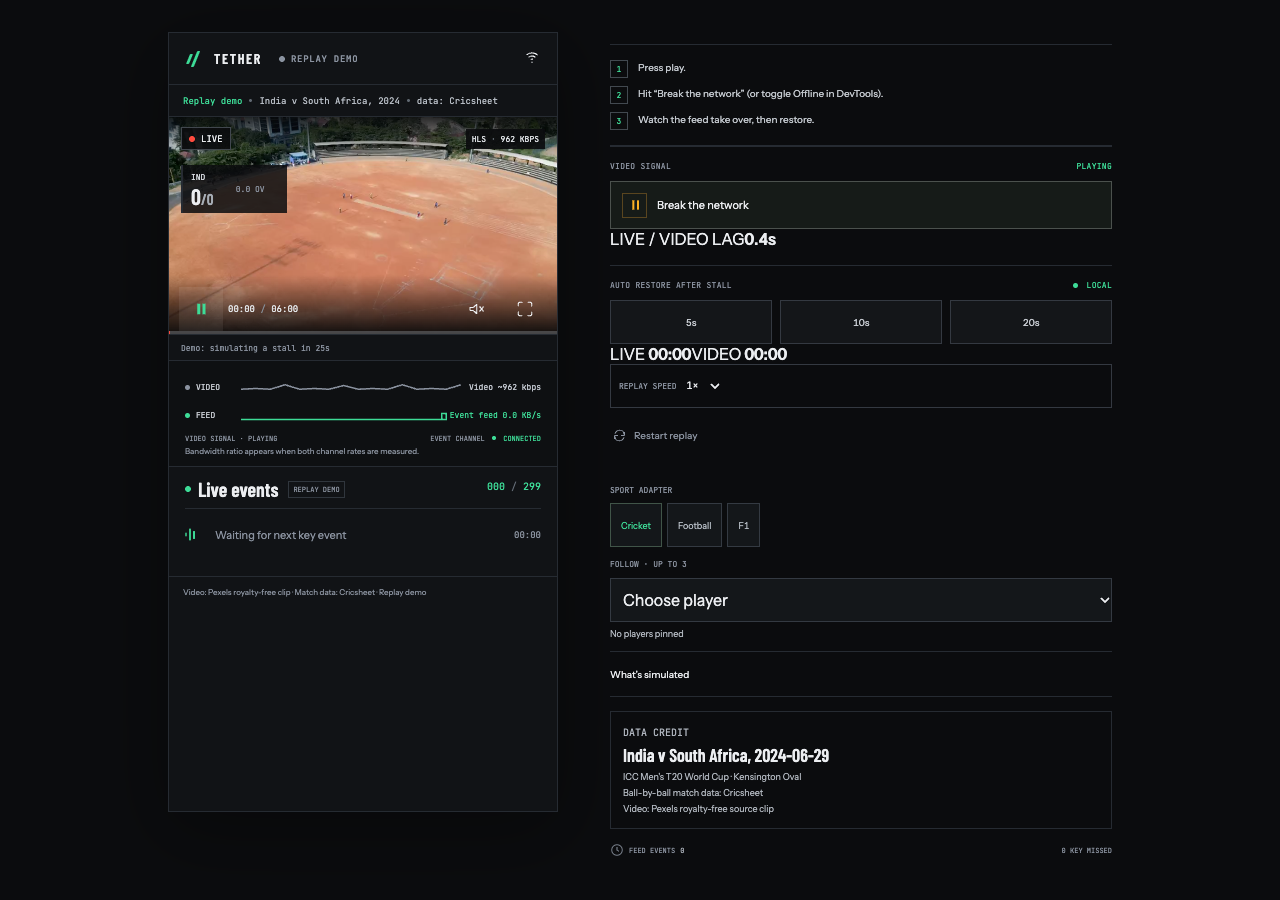 TETHER
REPLAY DEMO
Replay demo • India v South Africa, 2024 • data: Cricsheet
LIVE
HLS · 962 KBPS
IND
0/0
0.0 OV
00:00 / 06:00
Demo: simulating a stall in 25s
VIDEO
Video ~962 kbps
FEED
Event feed 0.0 KB/s
VIDEO SIGNAL · PLAYING
EVENT CHANNEL
CONNECTED
Bandwidth ratio appears when both channel rates are measured.
Live events
REPLAY DEMO
000 / 299
Waiting for next key event
00:00
Video: Pexels royalty-free clip · Match data: Cricsheet · Replay demo
1
Press play.
2
Hit “Break the network” (or toggle Offline in DevTools).
3
Watch the feed take over, then restore.
VIDEO SIGNAL
PLAYING
Break the network
LIVE / VIDEO LAG0.4s
AUTO RESTORE AFTER STALL
LOCAL
5s
10s
20s
LIVE 00:00VIDEO 00:00
REPLAY SPEED
1×
Restart replay
SPORT ADAPTER
Cricket
Football
F1
FOLLOW · UP TO 3
Choose player
No players pinned
What's simulated
DATA CREDIT
India v South Africa, 2024-06-29
ICC Men's T20 World Cup · Kensington Oval
Ball-by-ball match data: Cricsheet
Video: Pexels royalty-free source clip
FEED EVENTS 0
0 KEY MISSED